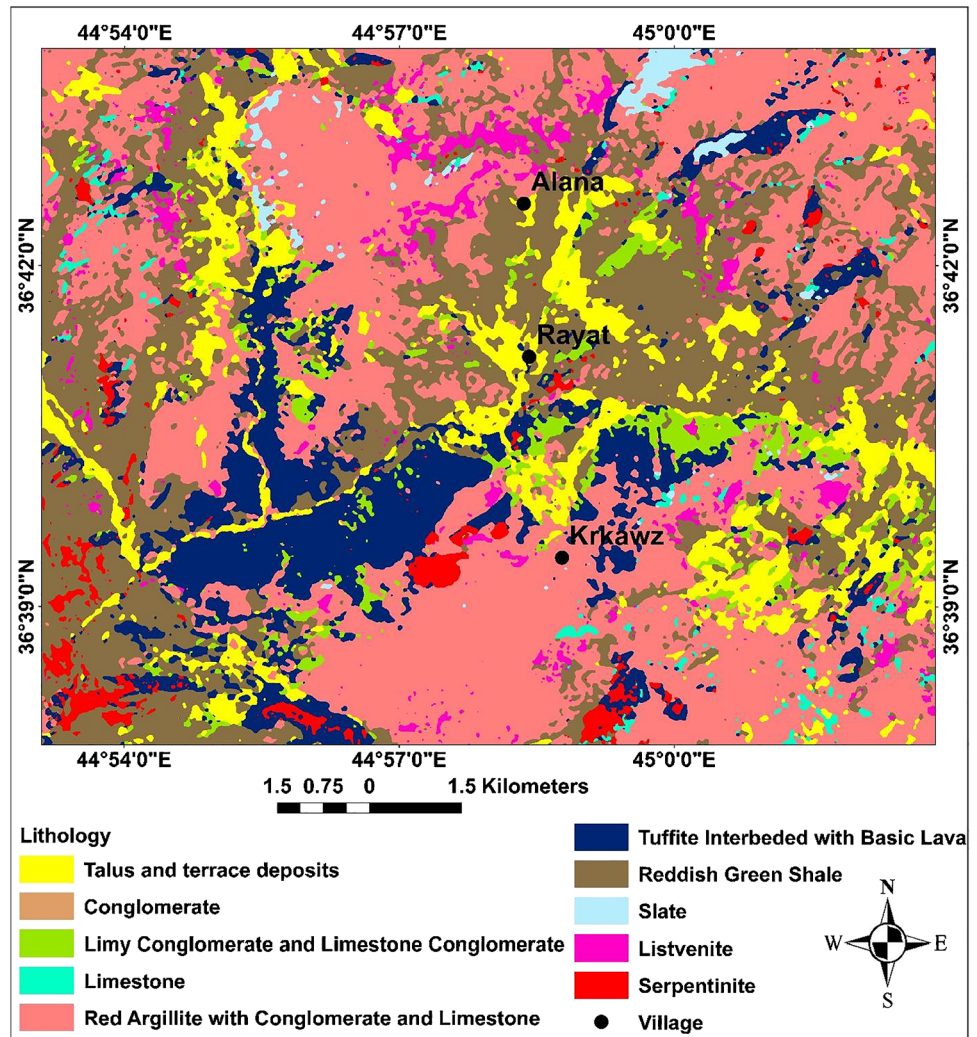 44°54'0"E 44°57'0"E 45°0'0"E
Alana
36°42'0"N 36°42'0"N
Rayat
Krkawz
36°39'0"N 36°39'0"N
44°54'0"E 44°57'0"E 45°0'0"E
1.5 0.75 0 1.5 Kilometers
Lithology
Talus and terrace deposits
Conglomerate
Limy Conglomerate and Limestone Conglomerate
Limestone
Red Argillite with Conglomerate and Limestone
Tuffite Interbeded with Basic Lava
Reddish Green Shale
Slate
Listvenite
Serpentinite
Village
N
W E
S